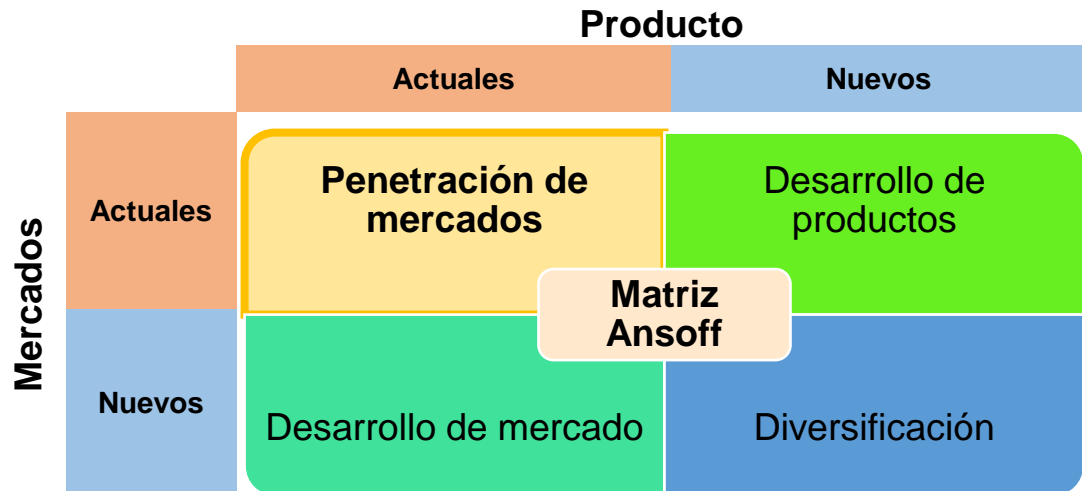 Producto
Actuales
Nuevos
Mercados
Actuales
Penetración de
mercados
Desarrollo de
productos
Matriz
Ansoff
Nuevos
Desarrollo de mercado
Diversificación